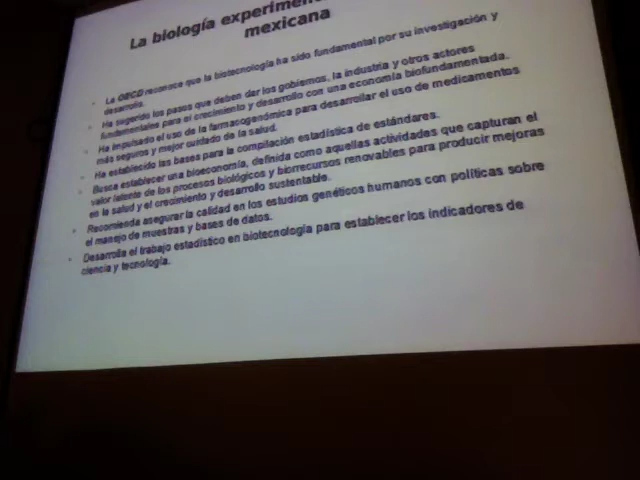 La biología experimen
mexicana
La OECD reconoce que la biotecnología ha sido fundamental por su investigación y
desarrollo.
Ha sugerido los pasos que deben dar los gobiernos, la industria y otros actores
fundamentales para el crecimiento y desarrollo con una economía biofundamentada.
Ha impulsado el uso de la farmacogenómica para desarrollar el uso de medicamentos
más seguros y mejor cuidado de la salud.
Ha establecido las bases para la compilación estadística de estándares.
Busca establecer una bioeconomía, definida como aquellas actividades que capturan el
valor latente de los procesos biológicos y biorrecursos renovables para producir mejoras
en la salud y el crecimiento y desarrollo sustentable.
Recomienda asegurar la calidad en los estudios genéticos humanos con políticas sobre
el manejo de muestras y bases de datos.
Desarrolla el trabajo estadístico en biotecnología para establecer los indicadores de
ciencia y tecnología.